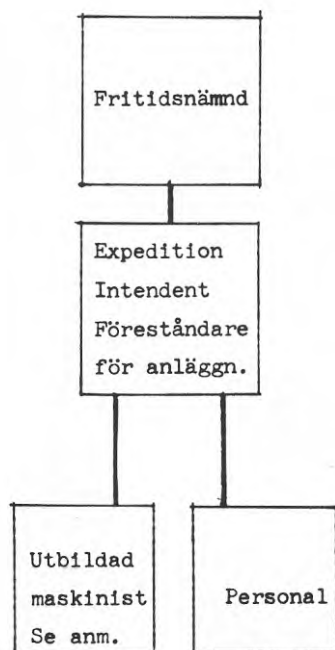 Fritidsnämnd
Expedition
Intendent
Föreståndare
för anläggn.
Utbildad
maskinist
Se anm.
Personal